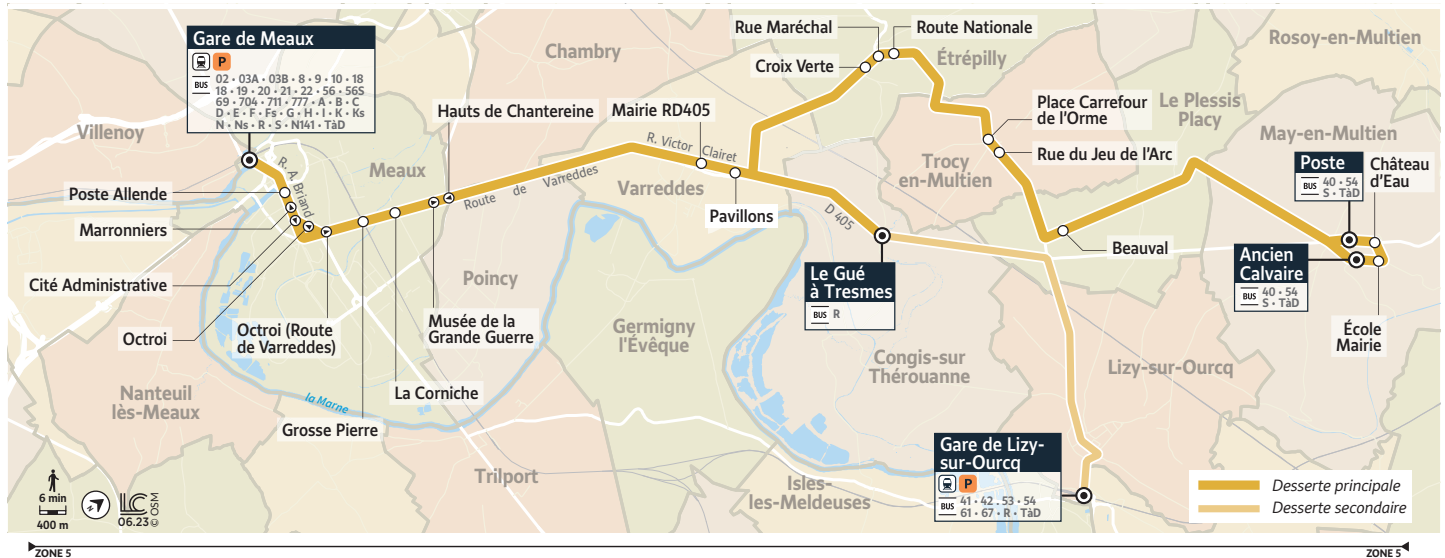 Gare de Meaux
P
BUS
02 • 03A • 03B • 8 • 9 • 10 • 18
18 • 19 • 20 • 21 • 22 • 56 • 56S
69 • 704 • 711 • 777 • A • B • C
D • E • F • Fs • G • H • I • K • Ks
N • Ns • R • S • N141 • TàD
Villenoy
Chambry
Meaux
R. A. Briand
Poste Allende
Marronniers
Cité Administrative
Octroi
Octroi (Route
de Varreddes)
Grosse Pierre
La Corniche
Musée de la
Grande Guerre
Hauts de Chantereine
Route de Varreddes
Mairie RD405
R. Victor Clairet
Varreddes
Pavillons
D 405
Le Gué
à Tresmes
BUS
R
Rue Maréchal
Croix Verte
Route Nationale
Étrépilly
Place Carrefour
de l'Orme
Rue du Jeu de l'Arc
Trocy
en-Multien
Beauval
Le Plessis
Placy
Rosoy-en-Multien
May-en-Multien
Poste
BUS
40 • 54
S • TàD
Château
d'Eau
Ancien
Calvaire
BUS
40 • 54
S • TàD
École
Mairie
Poincy
Germigny
l'Évêque
Congis-sur
Thérouanne
Lizy-sur-Ourcq
Nanteuil
lès-Meaux
la Marne
Trilport
Isles-
les-Meldeuses
Gare de Lizy-
sur-Ourcq
P
BUS
41 • 42 • 53 • 54
61 • 67 • R • TàD
6 min
400 m
LC
06.23 © OSM
Desserte principale
Desserte secondaire
ZONE 5
ZONE 5